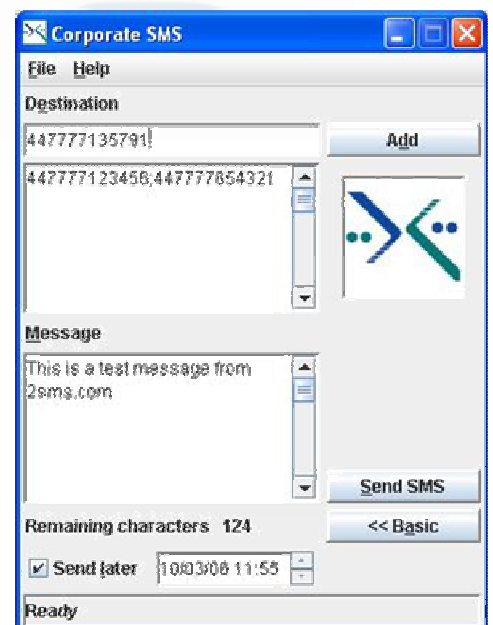 Corporate SMS
File Help
Destination
447777135791
Add
447777123456;447777654321
Message
This is a test message from
2sms.com
Send SMS
Remaining characters 124
<< Basic
Send later 10/03/06 11:55
Ready